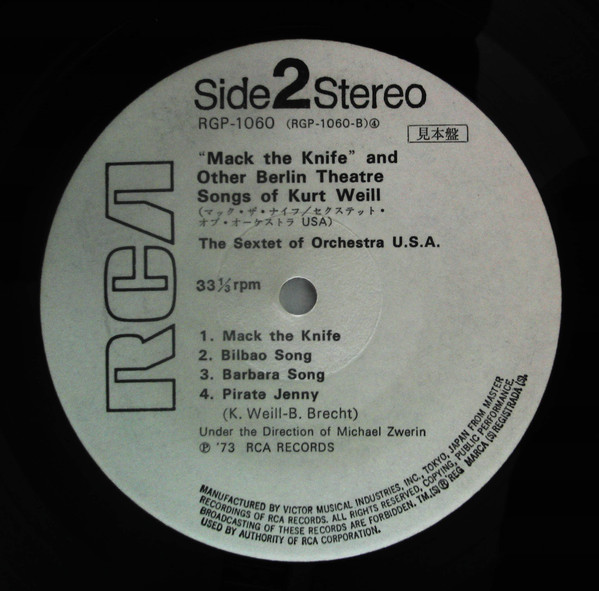 Side 2 Stereo
RGP-1060 (RGP-1060-B)④
見本盤
"Mack the Knife" and
Other Berlin Theatre
Songs of Kurt Weill
(マック・ザ・ナイフ/セクステット・
オブ・オーケストラ USA)
The Sextet of Orchestra U.S.A.
RCA
33 1/3 rpm
1. Mack the Knife
2. Bilbao Song
3. Barbara Song
4. Pirate Jenny
(K. Weill-B. Brecht)
Under the Direction of Michael Zwerin
℗ '73 RCA RECORDS
MANUFACTURED BY VICTOR MUSICAL INDUSTRIES, INC., TOKYO, JAPAN FROM MASTER
RECORDINGS OF RCA RECORDS. ALL RIGHTS RESERVED, COPYING, PUBLIC PERFORMANCE,
BROADCASTING OF THESE RECORDS ARE FORBIDDEN. TM.(S)® REG MARCA (S) REGISTRADA (S).
USED BY AUTHORITY OF RCA CORPORATION.